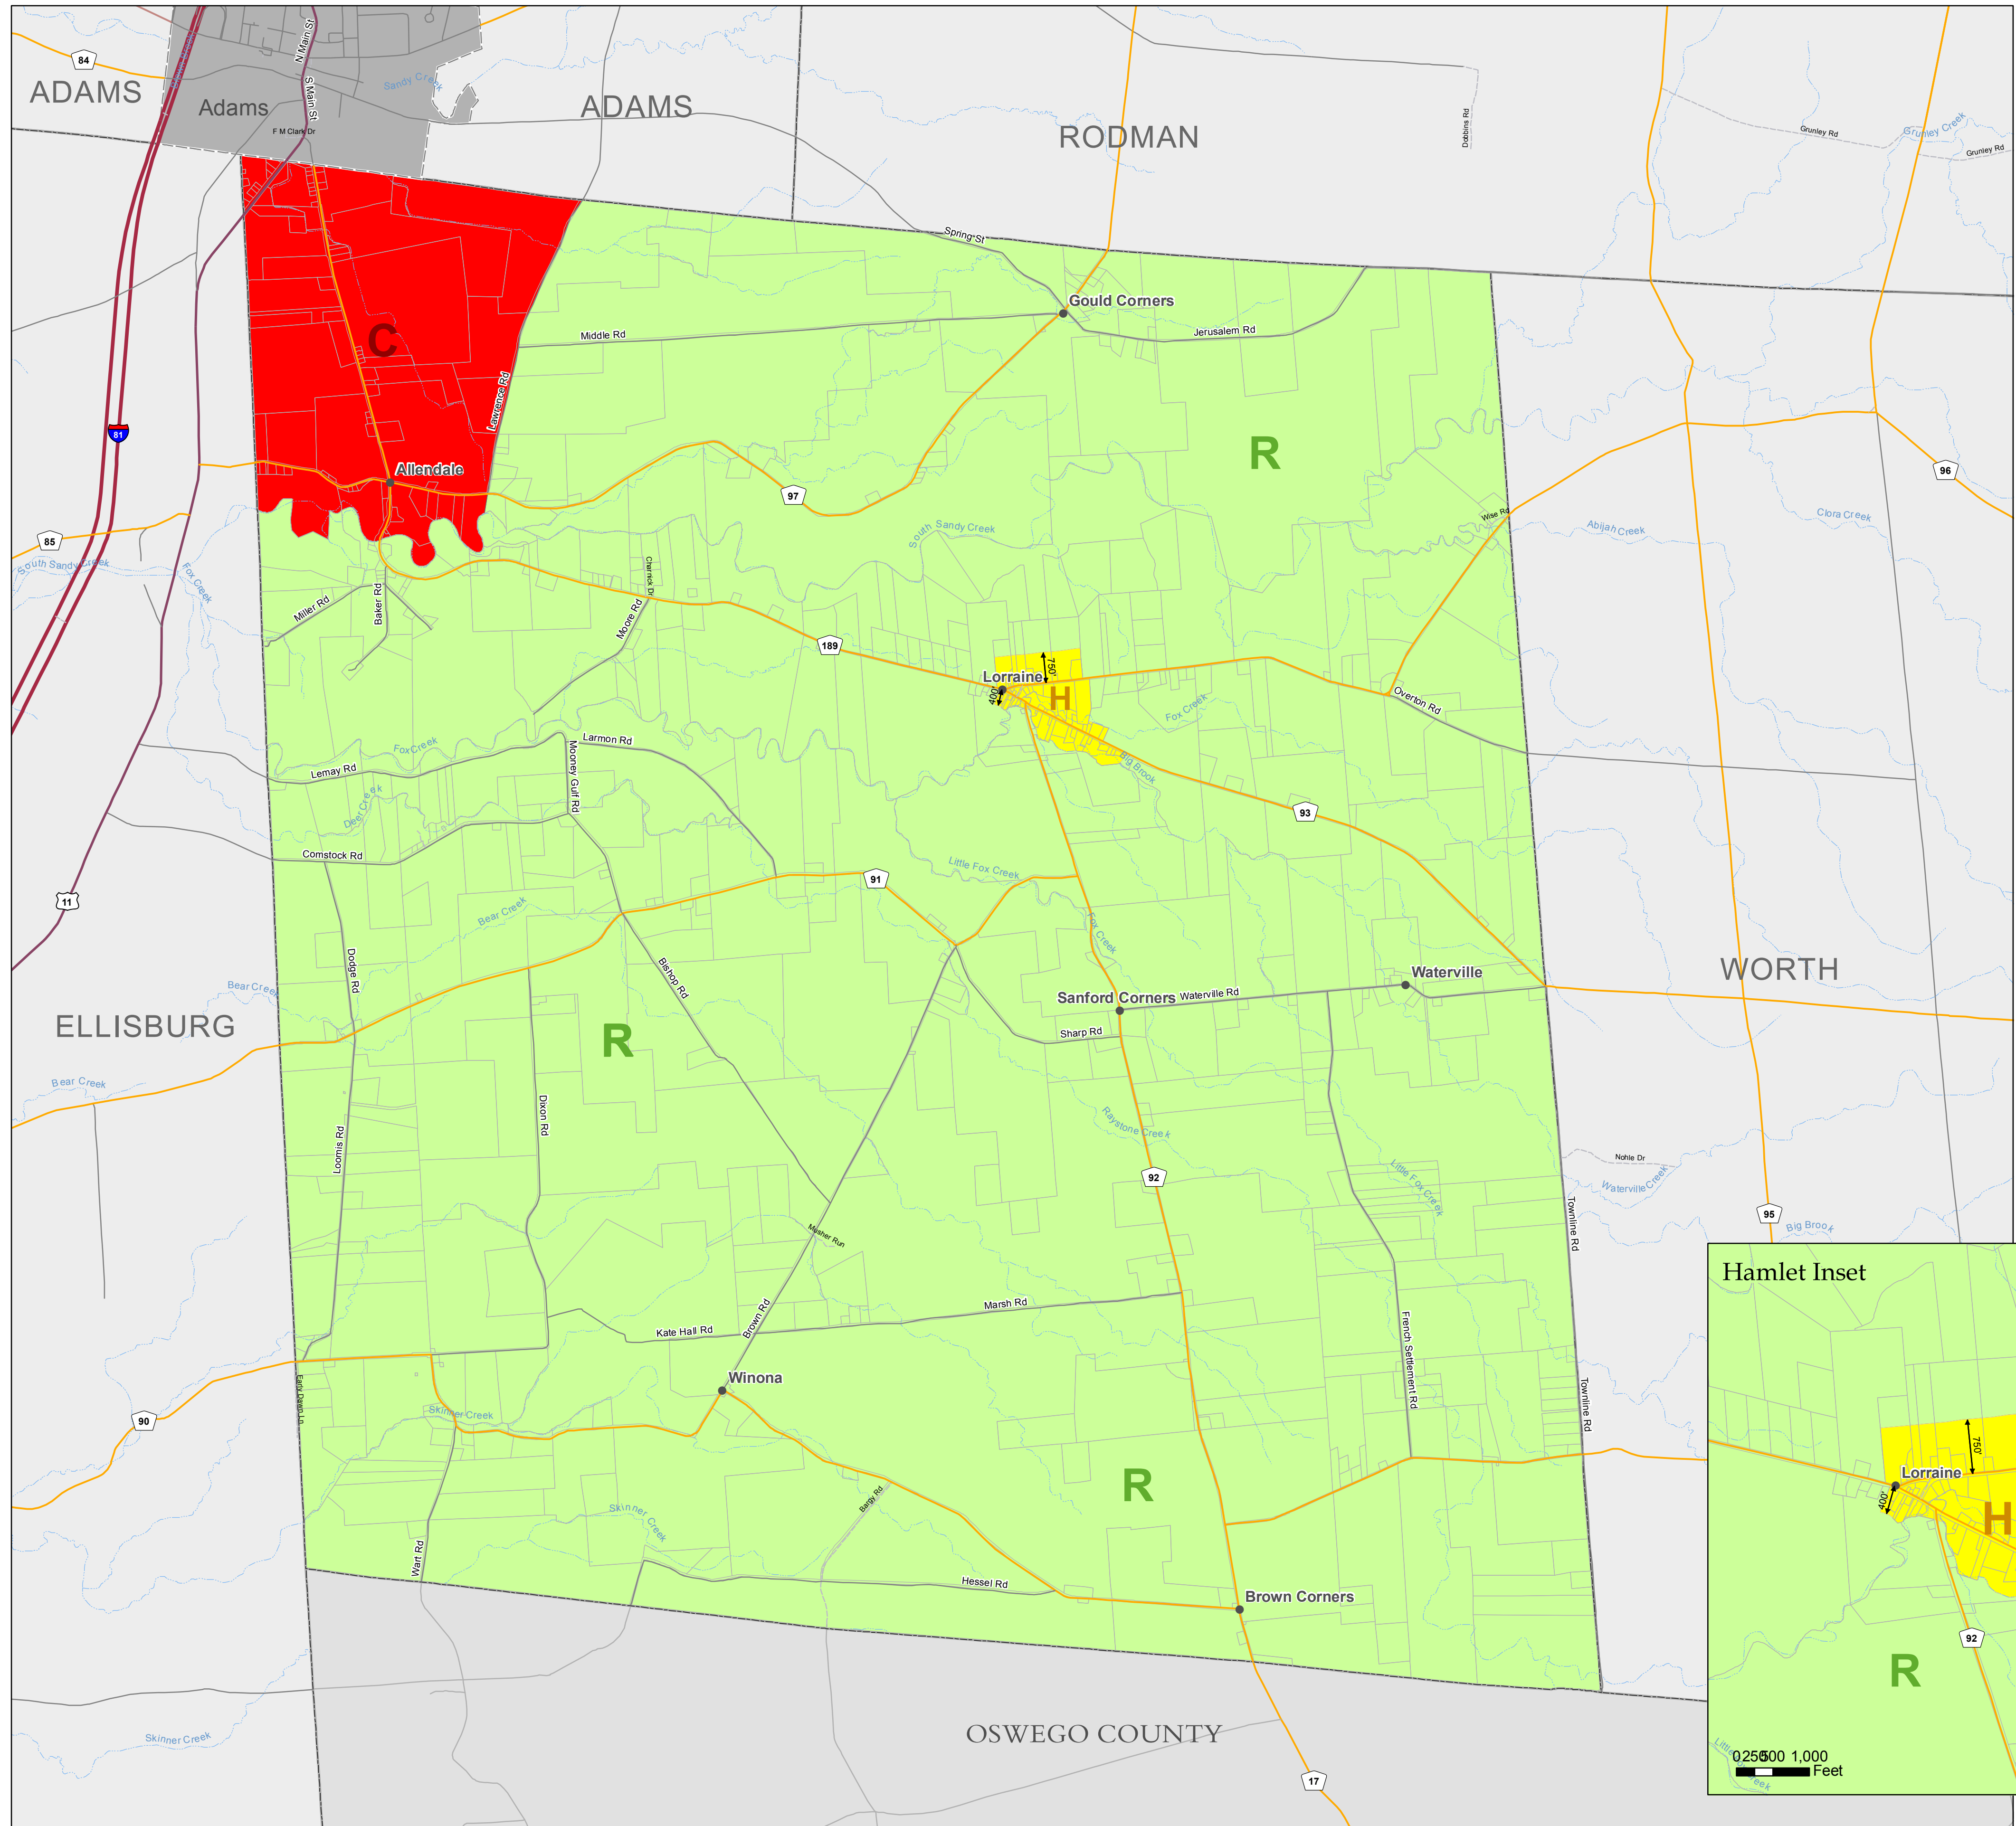 N Main St
84
ADAMS
Sandy Creek
Adams
S Main St
ADAMS
F M Clark Dr
RODMAN
Dobbins Rd
Grunley Rd
Grunley Creek
Grunley Rd
Spring St
Gould Corners
Middle Rd
Jerusalem Rd
C
Lawrence Rd
81
R
Allendale
97
96
85
South Sandy Creek
Wise Rd
Abijah Creek
Clora Creek
South Sandy Creek
Fox Creek
Charnick Dr
Miller Rd
Baker Rd
Moore Rd
189
750'
Lorraine
400'
H
Overton Rd
Fox Creek
Fox Creek
Larmon Rd
Mooney Gulf Rd
Lemay Rd
Big Brook
Deer Creek
93
Comstock Rd
Little Fox Creek
91
11
Bear Creek
Fox Creek
Dodge Rd
Bishop Rd
Waterville
WORTH
Bear Creek
Sanford Corners
Waterville Rd
ELLISBURG
R
Sharp Rd
Bear Creek
Dixon Rd
Raystone Creek
Loomis Rd
Nohle Dr
Little Fox Creek
92
Waterville Creek
Townline Rd
95
Big Brook
Musher Run
Hamlet Inset
Marsh Rd
Kate Hall Rd
Brown Rd
French Settlement Rd
Winona
Early Dawn Ln
Townline Rd
90
Skinner Creek
750'
Lorraine
400'
H
R
Bargy Rd
Skinner Creek
Wart Rd
Hessel Rd
Brown Corners
92
R
OSWEGO COUNTY
Skinner Creek
17
0 250 500 1,000
Feet